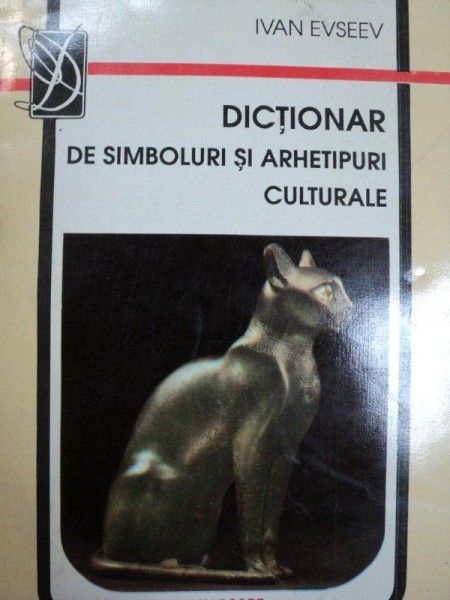 IVAN EVSEEV
DICȚIONAR
DE SIMBOLURI ȘI ARHETIPURI
CULTURALE